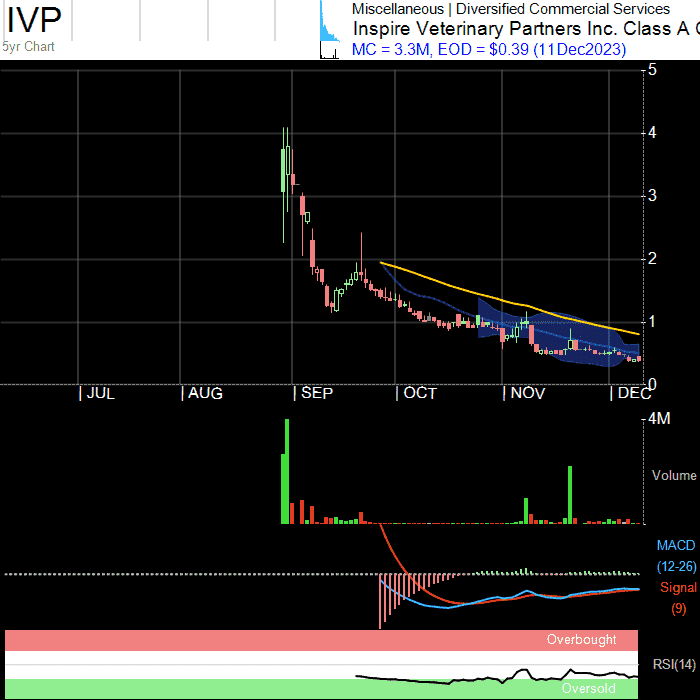 IVP
5yr Chart
Miscellaneous | Diversified Commercial Services
Inspire Veterinary Partners Inc. Class A
MC = 3.3M, EOD = $0.39 (11Dec2023)
5
4
3
2
1
0
| JUL | AUG | SEP | OCT | NOV | DEC
4M
Volume
MACD
(12-26)
Signal
(9)
Overbought
RSI(14)
Oversold